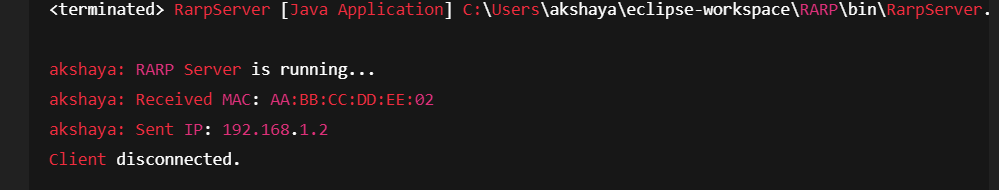 <terminated> RarpServer [Java Application] C:\Users\akshaya\eclipse-workspace\RARP\bin\RarpServer.
akshaya: RARP Server is running...
akshaya: Received MAC: AA:BB:CC:DD:EE:02
akshaya: Sent IP: 192.168.1.2
Client disconnected.